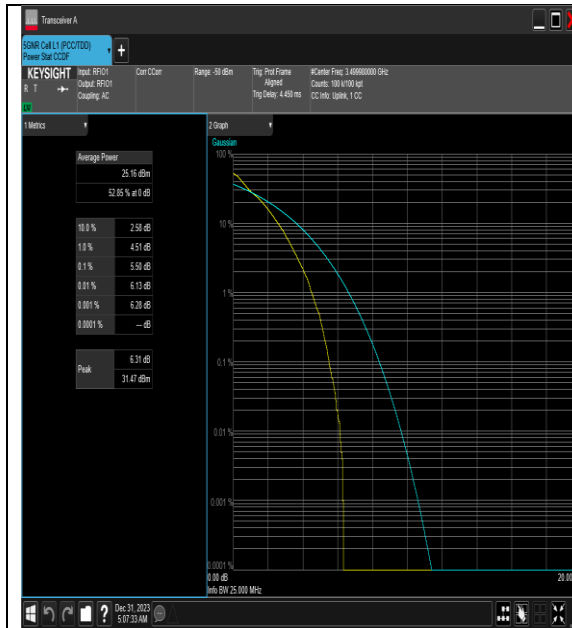 Transceiver A
5GNR Cell L1 (PCC/TDD)
Power Stat CCDF
+
KEYSIGHT
R T
LV
Input: RFIO1
Output: RFIO1
Coupling: AC
Corr CCorr
Range: -50 dBm
Trig: Prot Frame
Aligned
Trig Delay: 4.450 ms
#Center Freq: 3.499980000 GHz
Counts: 100 k/100 kpt
CC Info: Uplink, 1 CC
1 Metrics
Average Power
25.16 dBm
52.85 % at 0 dB
10.0 % 2.58 dB
1.0 % 4.51 dB
0.1 % 5.50 dB
0.01 % 6.13 dB
0.001 % 6.28 dB
0.0001 % --- dB
Peak 6.31 dB
31.47 dBm
2 Graph
Gaussian
100 %
10 %
1 %
0.1 %
0.01 %
0.001 %
0.0001 %
0.00 dB
20.00
Info BW 25.000 MHz
?
Dec 31, 2023
5:07:33 AM